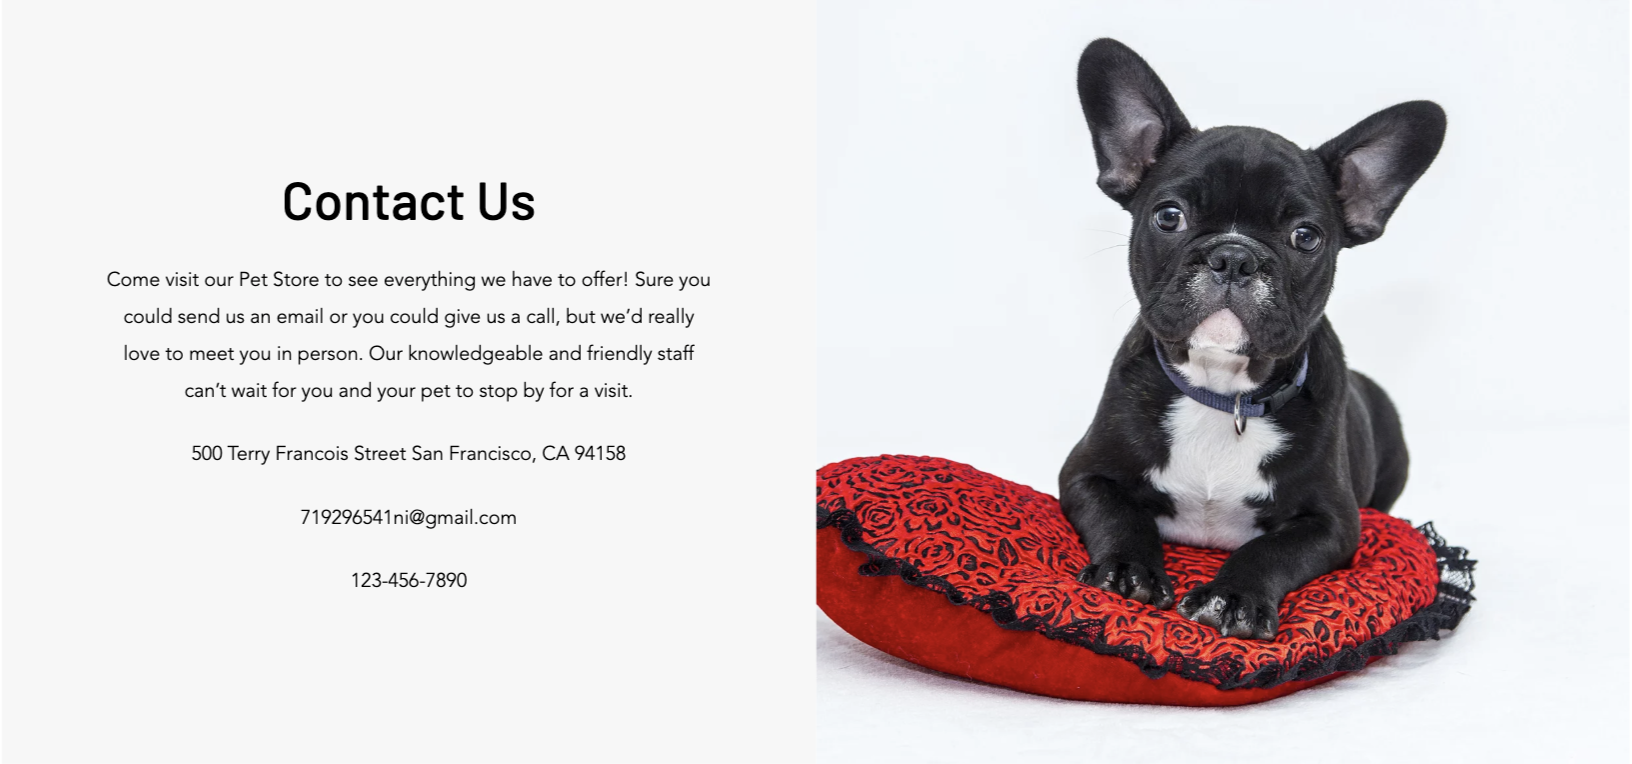 Contact Us
Come visit our Pet Store to see everything we have to offer! Sure you
could send us an email or you could give us a call, but we’d really
love to meet you in person. Our knowledgeable and friendly staff
can’t wait for you and your pet to stop by for a visit.
500 Terry Francois Street San Francisco, CA 94158
719296541ni@gmail.com
123-456-7890